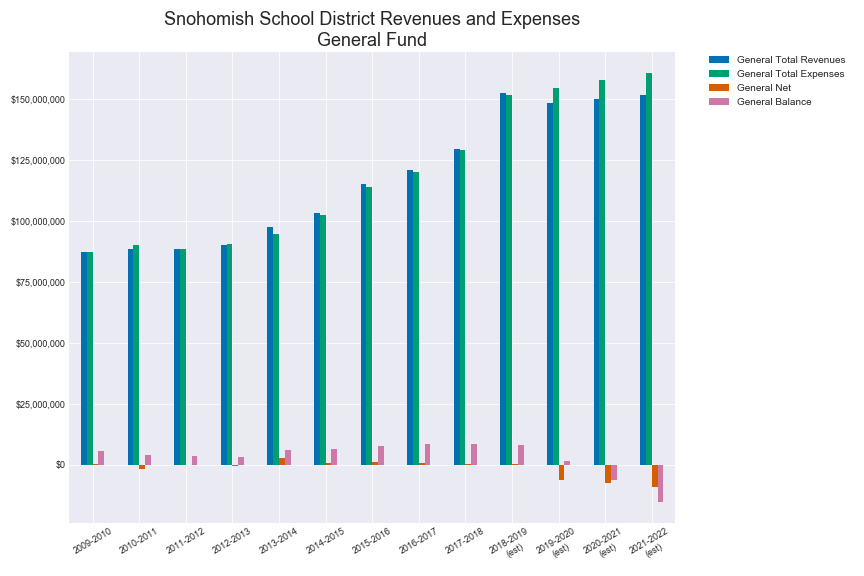 Snohomish School District Revenues and Expenses
General Fund
General Total Revenues
General Total Expenses
General Net
General Balance
$150,000,000
$125,000,000
$100,000,000
$75,000,000
$50,000,000
$25,000,000
$0
2009-2010
2010-2011
2011-2012
2012-2013
2013-2014
2014-2015
2015-2016
2016-2017
2017-2018
2018-2019
(est)
2019-2020
(est)
2020-2021
(est)
2021-2022
(est)